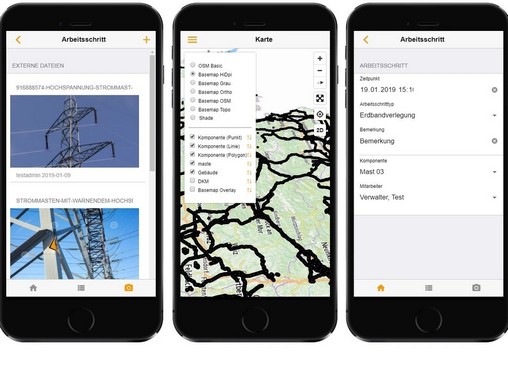 Arbeitsschritt
EXTERNE DATEIEN
916888574-HOCHSPANNUNG-STROMMAST-
testadmin 2019-01-09
STROMMASTEN-MIT-WARNENDEM-HOCHS
Karte
OSM Basic
Basemap HiDpi
Basemap Grau
Basemap Ortho
Basemap OSM
Basemap Topo
Shade
Komponente (Punkt)
Komponente (Linie)
Komponente (Polygon)
maste
Gebäude
DKM
Basemap Overlay
2D
Arbeitsschritt
ARBEITSSCHRITT
Zeitpunkt
19.01.2019 15:1
Arbeitsschritttyp
Erdbandverlegung
Bemerkung
Bemerkung
Komponente
Mast 03
Mitarbeiter
Verwalter, Test